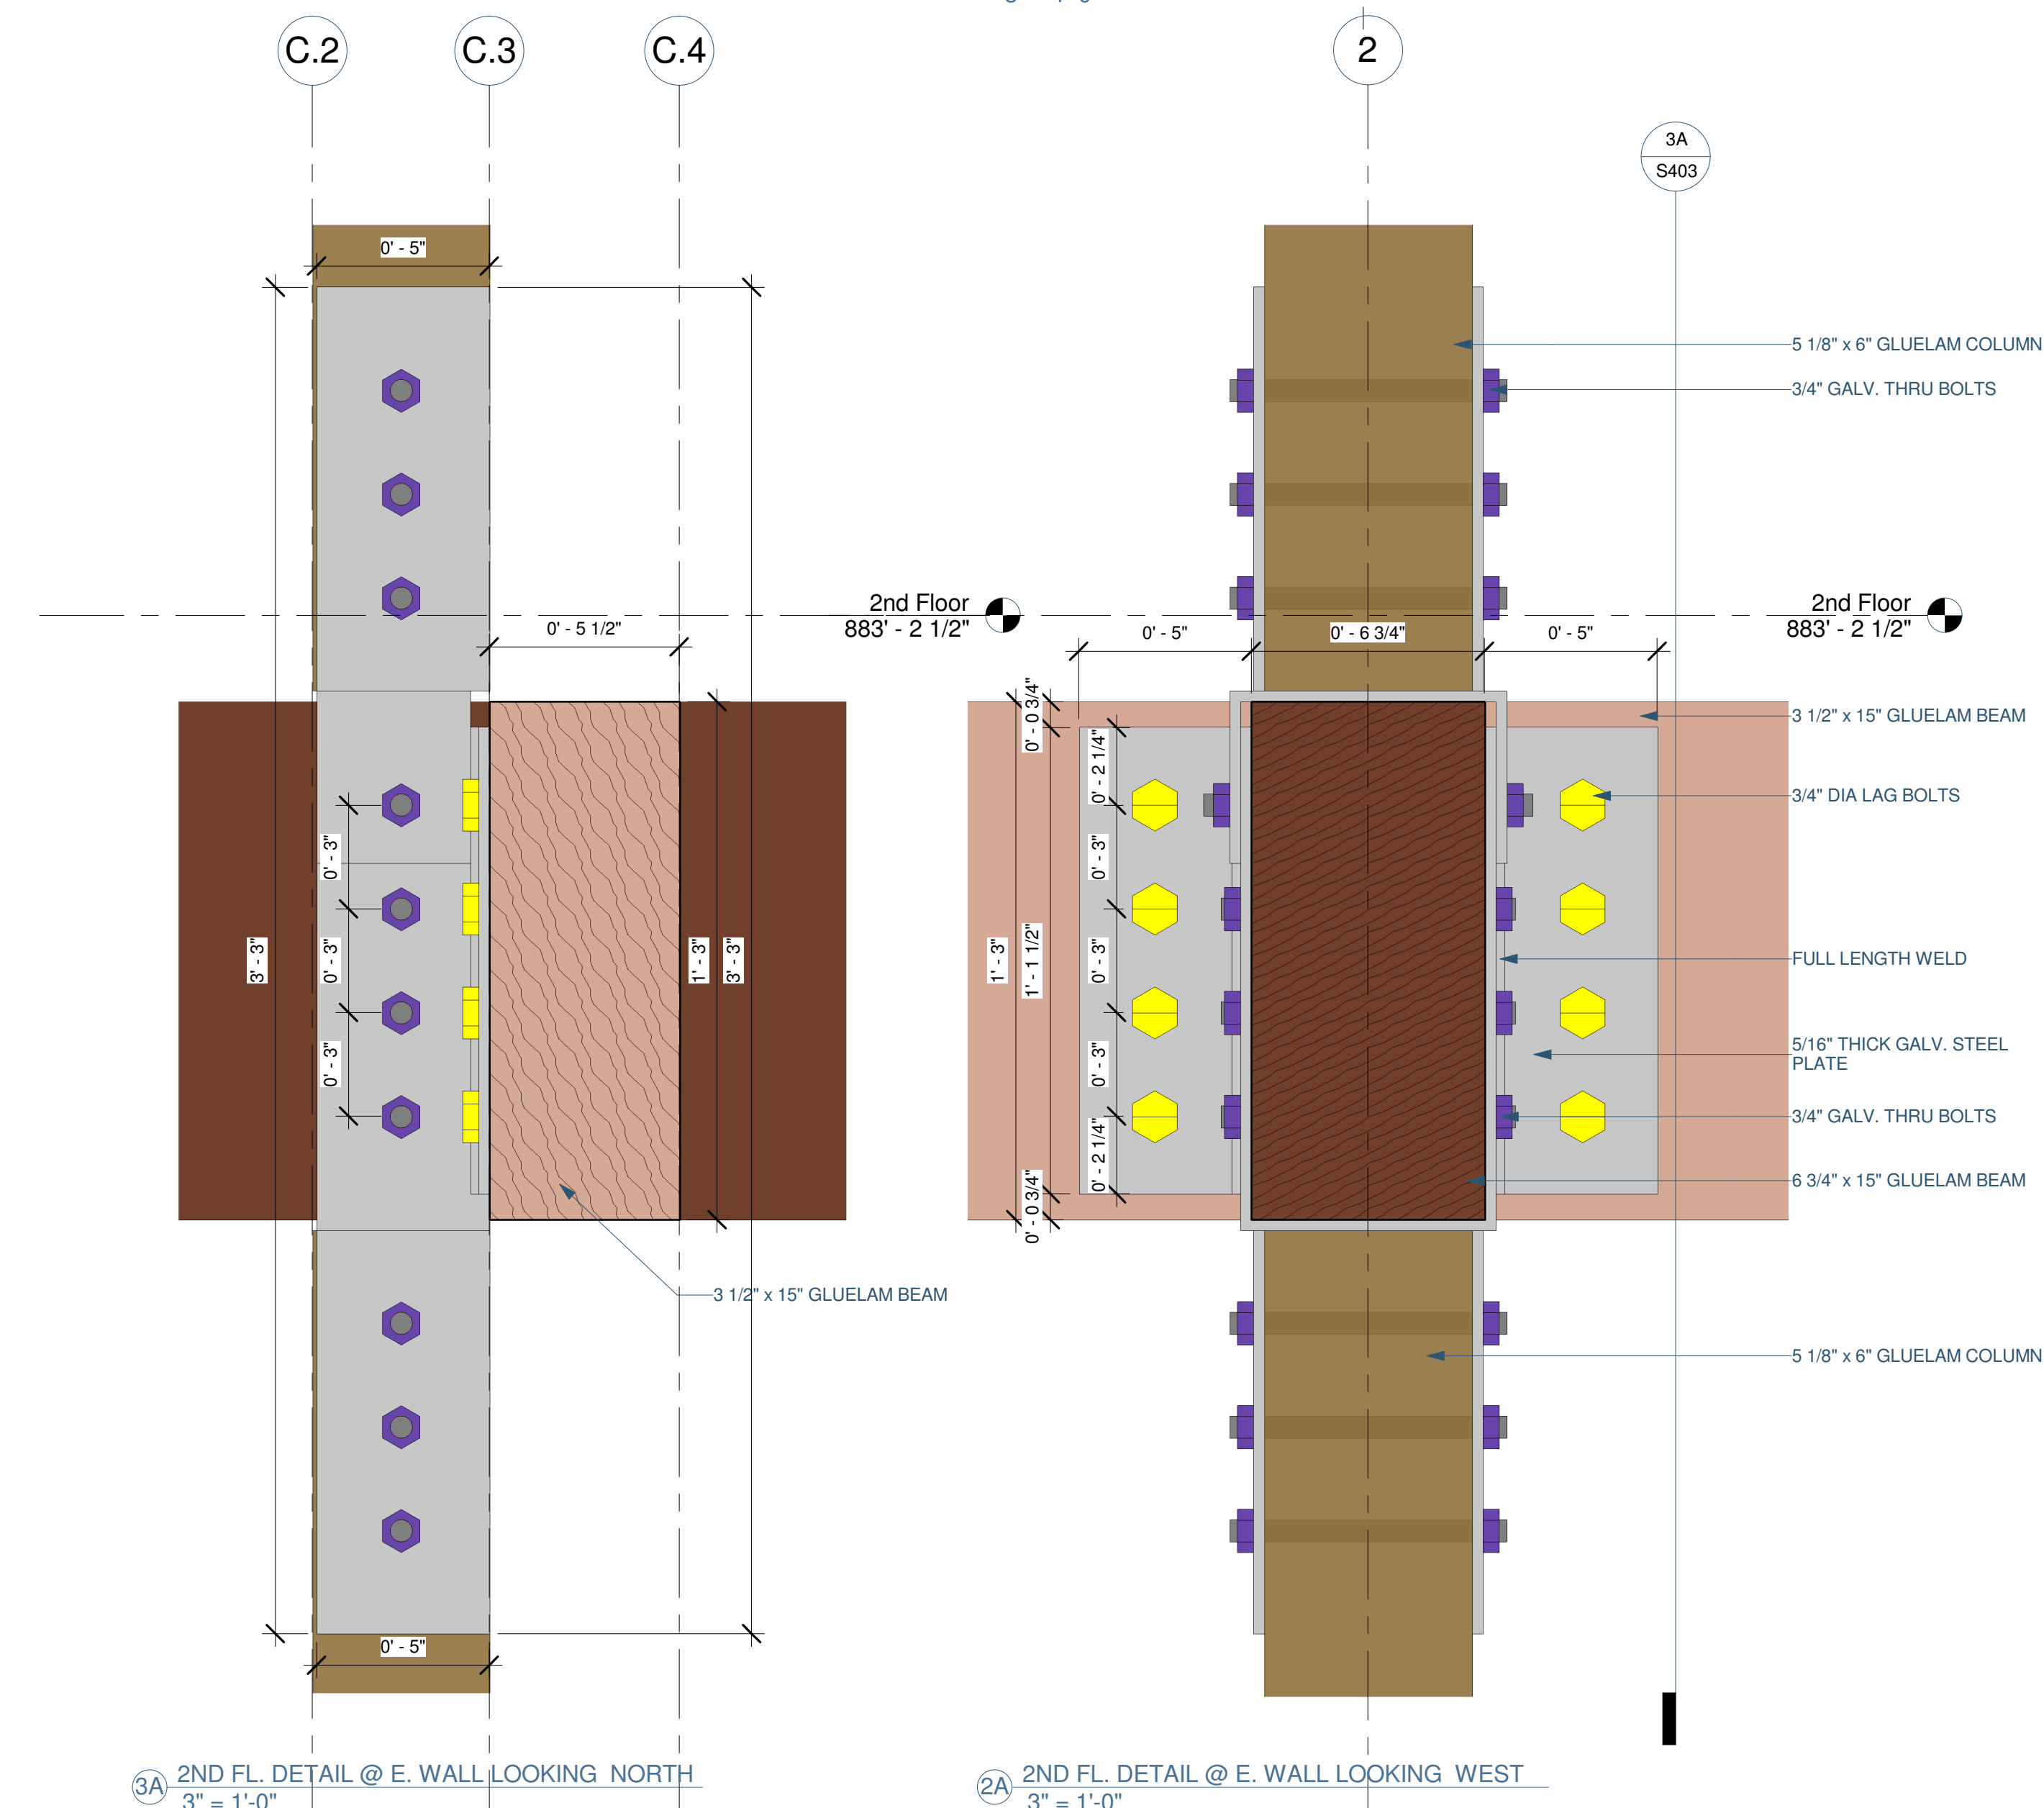 C.2
C.3
C.4
2
3A
S403
0' - 5"
5 1/8" x 6" GLUELAM COLUMN
3/4" GALV. THRU BOLTS
2nd Floor
883' - 2 1/2"
2nd Floor
883' - 2 1/2"
0' - 5 1/2"
0' - 5"
0' - 6 3/4"
0' - 5"
3' - 3"
0' - 3"
0' - 3"
0' - 3"
1' - 3"
3' - 3"
1' - 3"
0' - 0 3/4"
1' - 1 1/2"
0' - 0 3/4"
0' - 2 1/4"
0' - 3"
0' - 3"
0' - 3"
0' - 2 1/4"
3 1/2" x 15" GLUELAM BEAM
3/4" DIA LAG BOLTS
FULL LENGTH WELD
5/16" THICK GALV. STEEL
PLATE
3/4" GALV. THRU BOLTS
6 3/4" x 15" GLUELAM BEAM
3 1/2" x 15" GLUELAM BEAM
5 1/8" x 6" GLUELAM COLUMN
0' - 5"
3A
2ND FL. DETAIL @ E. WALL LOOKING NORTH
3" = 1'-0"
2A
2ND FL. DETAIL @ E. WALL LOOKING WEST
3" = 1'-0"